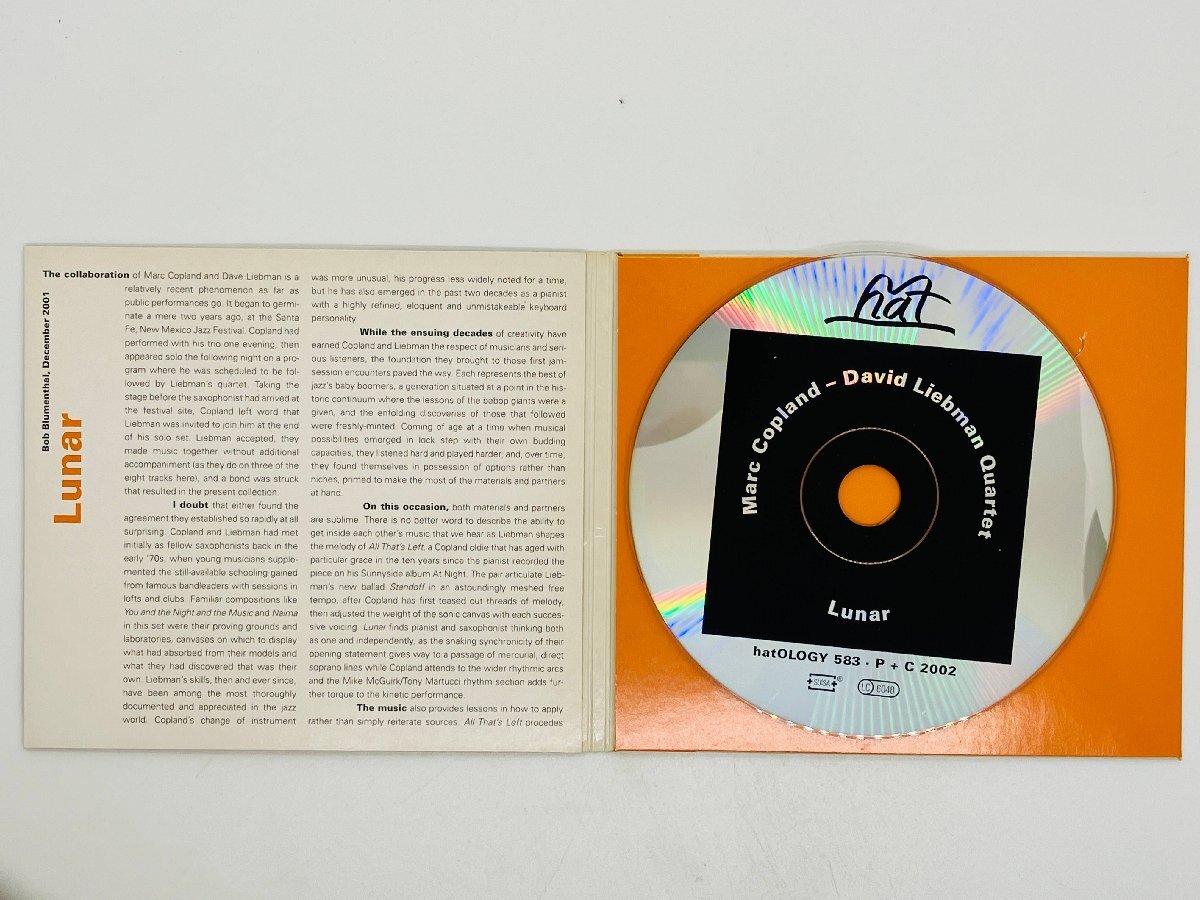 Bob Blumenthal, December 2001
Lunar
The collaboration of Marc Copland and Dave Liebman is a
relatively recent phenomenon as far as
public performances go. It began to germi-
nate a mere two years ago, at the Santa
Fe, New Mexico Jazz Festival. Copland had
performed with his trio one evening, then
appeared solo the following night on a pro-
gram where he was scheduled to be fol-
lowed by Liebman's quartet. Taking the
stage before the saxophonist had arrived at
the festival site, Copland left word that
Liebman was invited to join him at the end
of his solo set. Liebman accepted, they
made music together without additional
accompaniment (as they do on three of the
eight tracks here), and a bond was struck
that resulted in the present collection.
I doubt that either found the
agreement they established so rapidly at all
surprising. Copland and Liebman had met
initially as fellow saxophonists back in the
early '70s, when young musicians supple-
mented the still-available schooling gained
from famous bandleaders with sessions in
lofts and clubs. Familiar compositions like
You and the Night and the Music and Naima
in this set were their proving grounds and
laboratories, canvases on which to display
what had absorbed from their models and
what they had discovered that was their
own. Liebman's skills, then and ever since,
have been among the most thoroughly
documented and appreciated in the jazz
world. Copland's change of instrument
was more unusual, his progress less widely noted for a time,
but he has also emerged in the past two decades as a pianist
with a highly refined, eloquent and unmistakeable keyboard
personality.
While the ensuing decades of creativity have
earned Copland and Liebman the respect of musicians and seri-
ous listeners, the foundation they brought to those first jam-
session encounters paved the way. Each represents the best of
jazz's baby boomers, a generation situated at a point in the his-
toric continuum where the lessons of the bebop giants were a
given, and the enfolding discoveries of those that followed
were freshly-minted. Coming of age at a time when musical
possibilities emerged in lock step with their own budding
capacities, they listened hard and played harder; and, over time,
they found themselves in possession of options rather than
niches, primed to make the most of the materials and partners
at hand.
On this occasion, both materials and partners
are sublime. There is no better word to describe the ability to
get inside each other's music that we hear as Liebman shapes
the melody of All That's Left, a Copland oldie that has aged with
particular grace in the ten years since the pianist recorded the
piece on his Sunnyside album At Night. The pair articulate Lieb-
man's new ballad Standoff in an astoundingly meshed free
tempo, after Copland has first teased out threads of melody,
then adjusted the weight of the sonic canvas with each succes-
sive voicing. Lunar finds pianist and saxophonist thinking both
as one and independently, as the snaking synchronicity of their
opening statement gives way to a passage of mercurial, direct
soprano lines while Copland attends to the wider rhythmic arcs
and the Mike McGuirk/Tony Martucci rhythm section adds fur-
ther torque to the kinetic performance.
The music also provides lessons in how to apply
rather than simply reiterate sources. All That's Left procedes
hat
Marc Copland – David Liebman Quartet
Lunar
hatOLOGY 583 · P + C 2002
SUISA ®
LC 6048